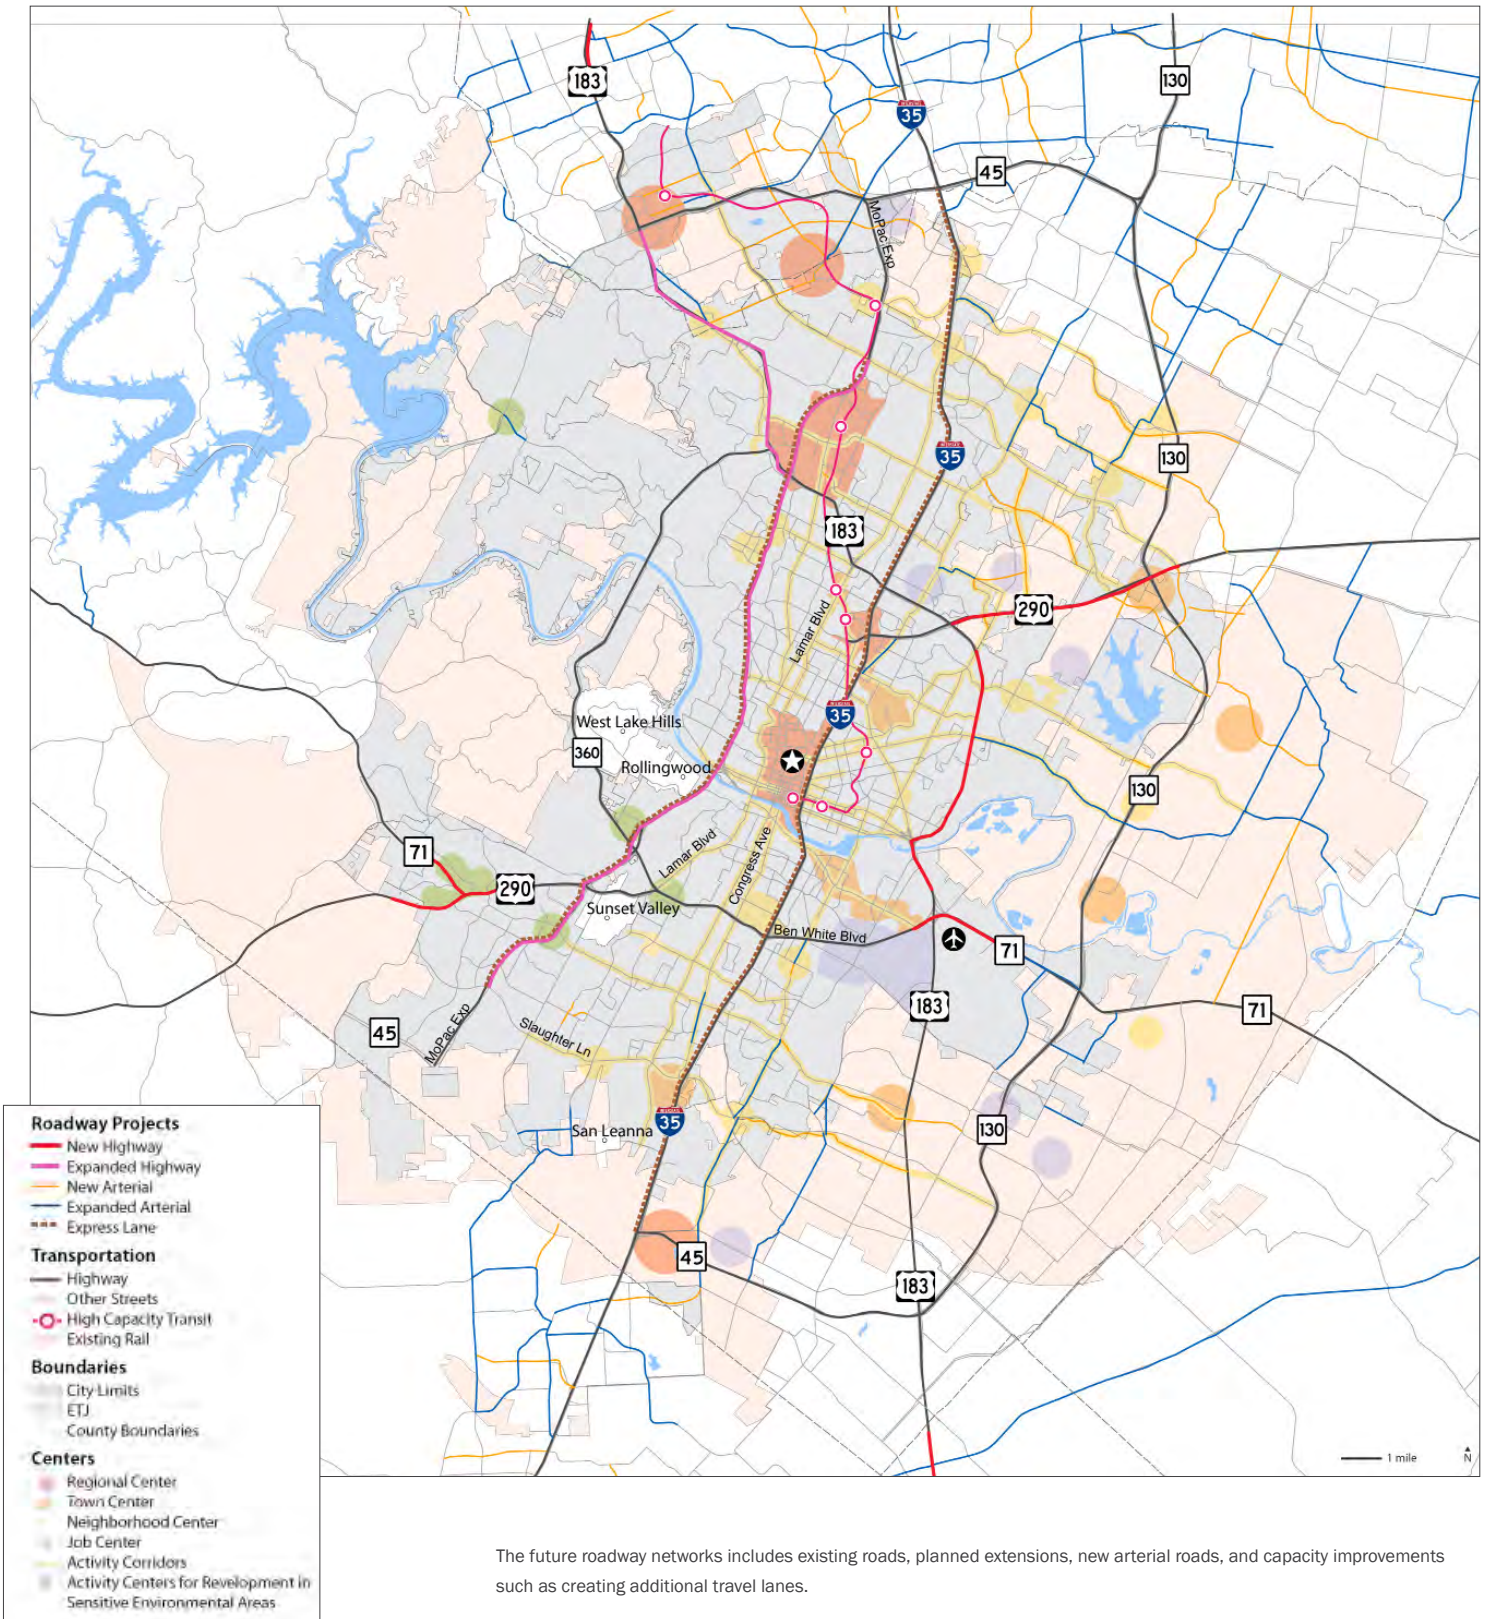 183
35
130
45
MoPac Exp
35
130
183
290
Lamar Blvd
35
West Lake Hills
360
Rollingwood
130
Lamar Blvd
Congress Ave
71
290
Sunset Valley
Ben White Blvd
71
183
71
45
MoPac Exp
Slaughter Ln
35
San Leanna
130
45
183
1 mile
N
Roadway Projects
New Highway
Expanded Highway
New Arterial
Expanded Arterial
Express Lane
Transportation
Highway
Other Streets
High Capacity Transit
Existing Rail
Boundaries
City Limits
ETJ
County Boundaries
Centers
Regional Center
Town Center
Neighborhood Center
Job Center
Activity Corridors
Activity Centers for Revelopment in
Sensitive Environmental Areas
The future roadway networks includes existing roads, planned extensions, new arterial roads, and capacity improvements
such as creating additional travel lanes.